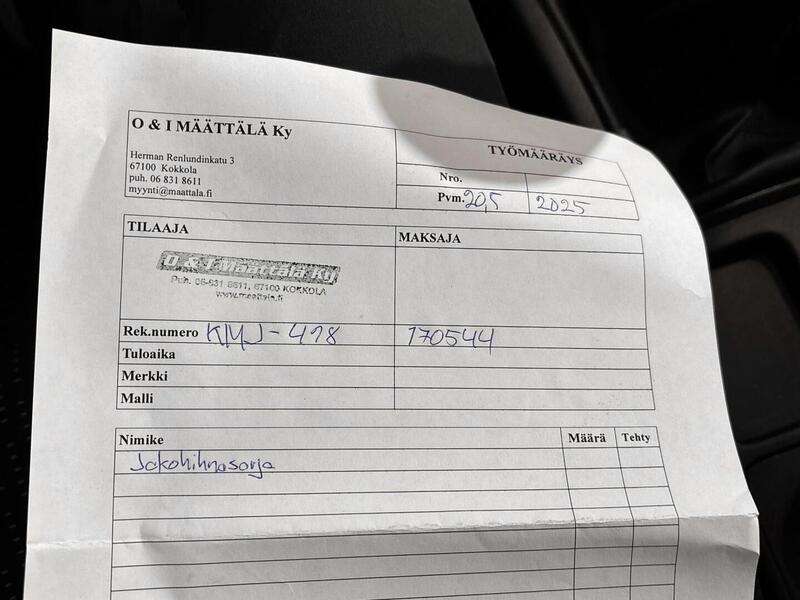 O & I MÄÄTTÄLÄ Ky
Herman Renlundinkatu 3
67100 Kokkola
puh. 06 831 8611
myynti@maattala.fi
TYÖMÄÄRÄYS
Nro.
Pvm. 20,5 2025
TILAAJA
MAKSAJA
O & I Määttälä Ky
Puh. 06-831 8611, 67100 KOKKOLA
www.maattala.fi
Rek.numero KMJ-418 170544
Tuloaika
Merkki
Malli
Nimike Määrä Tehty
Jakohihnasarja